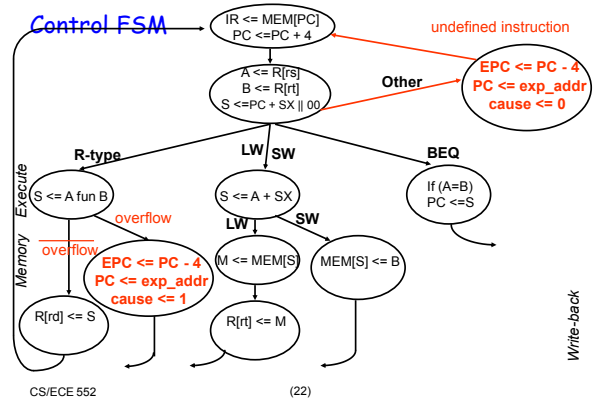 Control FSM
IR <= MEM[PC]
PC <=PC + 4
undefined instruction
A <= R[rs]
B <= R[rt]
S <=PC + SX || 00
Other
EPC <= PC - 4
PC <= exp_addr
cause <= 0
R-type
LW
SW
BEQ
Execute
S <= A fun B
S <= A + SX
If (A=B)
PC <=S
overflow
LW
SW
Memory
overflow
EPC <= PC - 4
PC <= exp_addr
cause <= 1
M <= MEM[S]
MEM[S] <= B
R[rd] <= S
R[rt] <= M
Write-back
CS/ECE 552
(22)